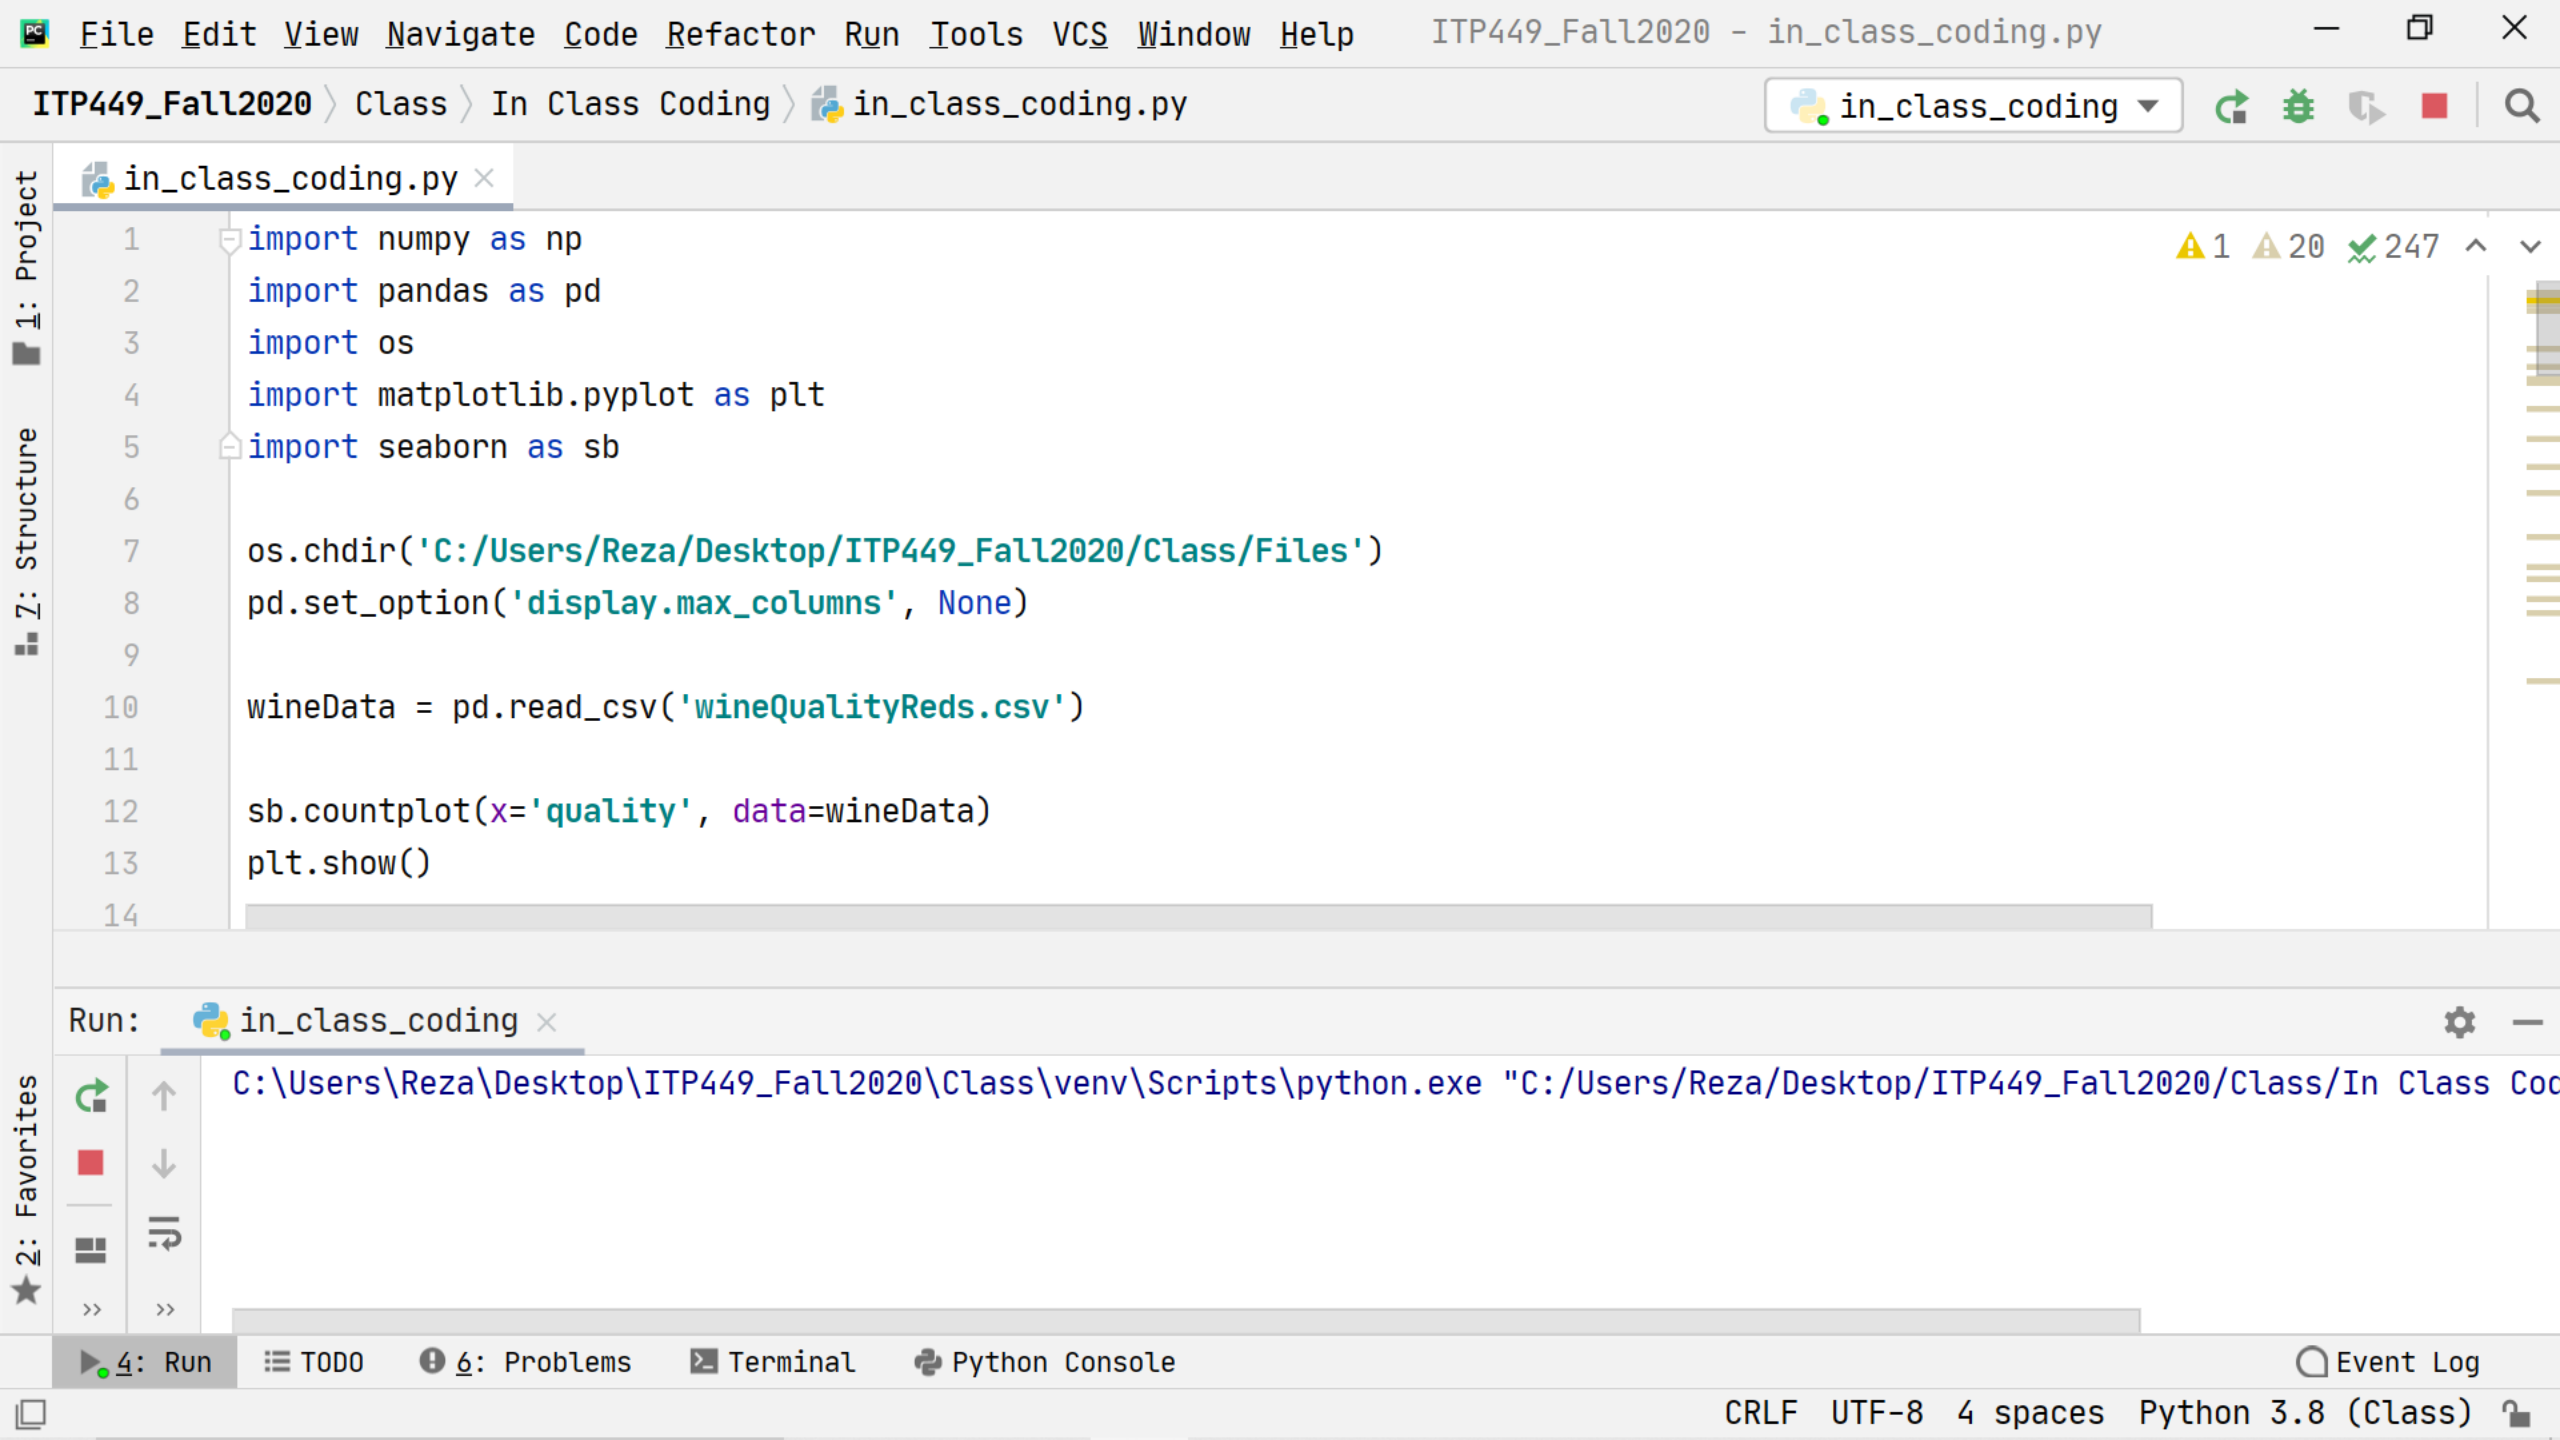 PC File Edit View Navigate Code Refactor Run Tools VCS Window Help ITP449_Fall2020 - in_class_coding.py
ITP449_Fall2020 Class In Class Coding in_class_coding.py in_class_coding
1: Project
7: Structure
2: Favorites
in_class_coding.py
1 import numpy as np
1 20 247
2 import pandas as pd
3 import os
4 import matplotlib.pyplot as plt
5 import seaborn as sb
6
7 os.chdir('C:/Users/Reza/Desktop/ITP449_Fall2020/Class/Files')
8 pd.set_option('display.max_columns', None)
9
10 wineData = pd.read_csv('wineQualityReds.csv')
11
12 sb.countplot(x='quality', data=wineData)
13 plt.show()
14
Run: in_class_coding
C:\Users\Reza\Desktop\ITP449_Fall2020\Class\venv\Scripts\python.exe "C:/Users/Reza/Desktop/ITP449_Fall2020/Class/In Class Cod
4: Run TODO 6: Problems Terminal Python Console Event Log
CRLF UTF-8 4 spaces Python 3.8 (Class)